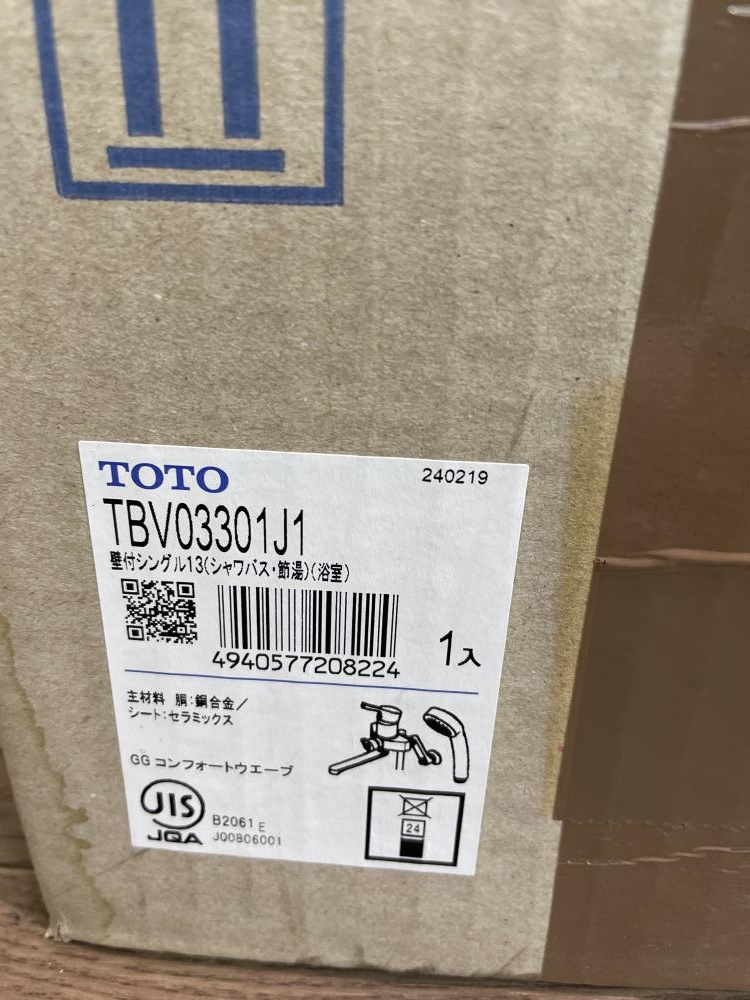 TOTO 240219
TBV03301J1
壁付シングル13(シャワバス・節湯)(浴室)
4940577208224
1入
主材料 胴:銅合金/
シート:セラミックス
GG コンフォートウエーブ
JIS
JQA
B2061 E
JQ0806001
24